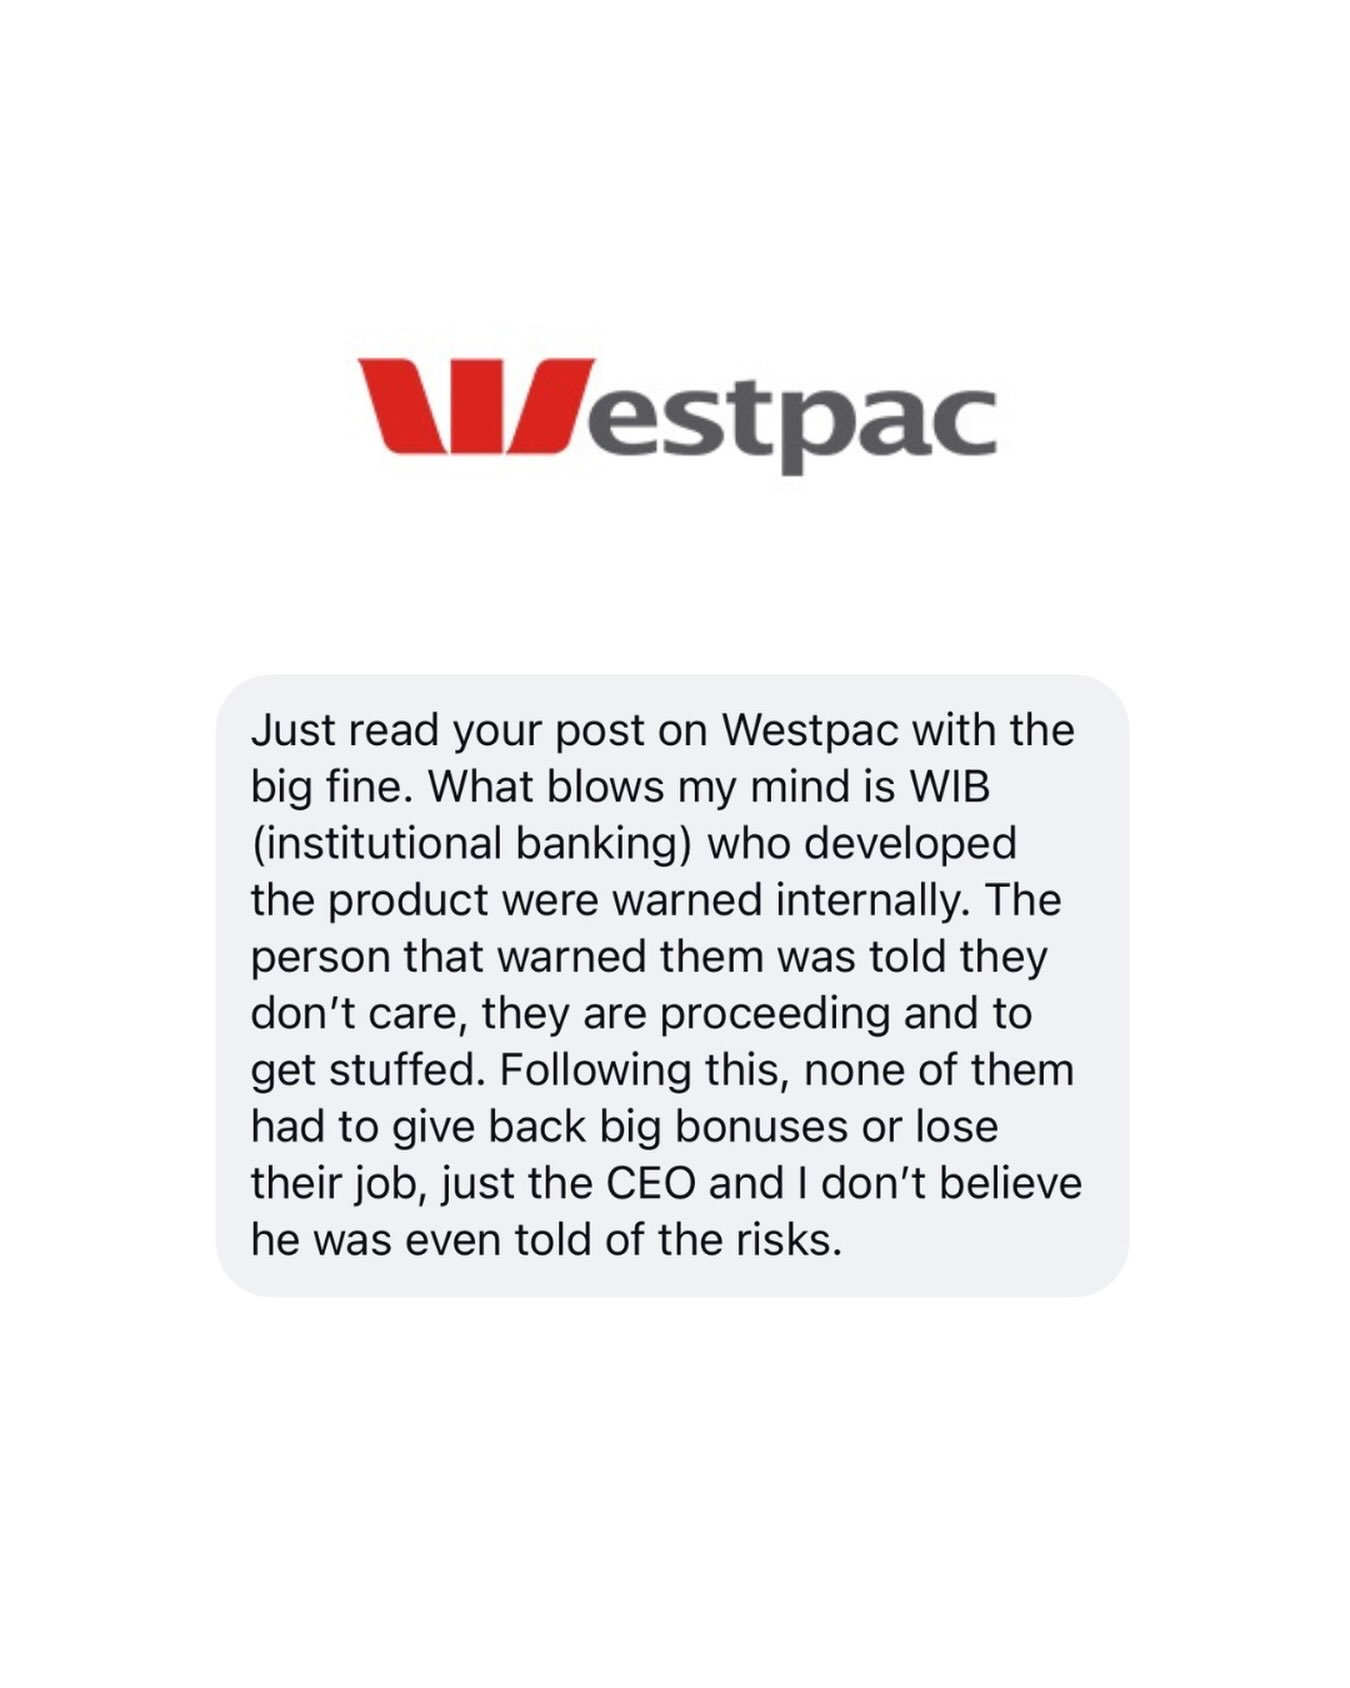 Westpac
Just read your post on Westpac with the
big fine. What blows my mind is WIB
(institutional banking) who developed
the product were warned internally. The
person that warned them was told they
don’t care, they are proceeding and to
get stuffed. Following this, none of them
had to give back big bonuses or lose
their job, just the CEO and I don’t believe
he was even told of the risks.